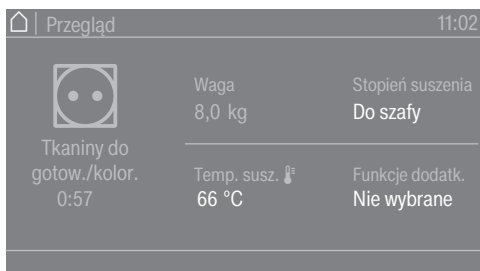 Przegląd 11:02
Waga
8,0 kg
Stopień suszenia
Do szafy
Tkaniny do
gotow./kolor.
0:57
Temp. susz.
66 °C
Funkcje dodatk.
Nie wybrane